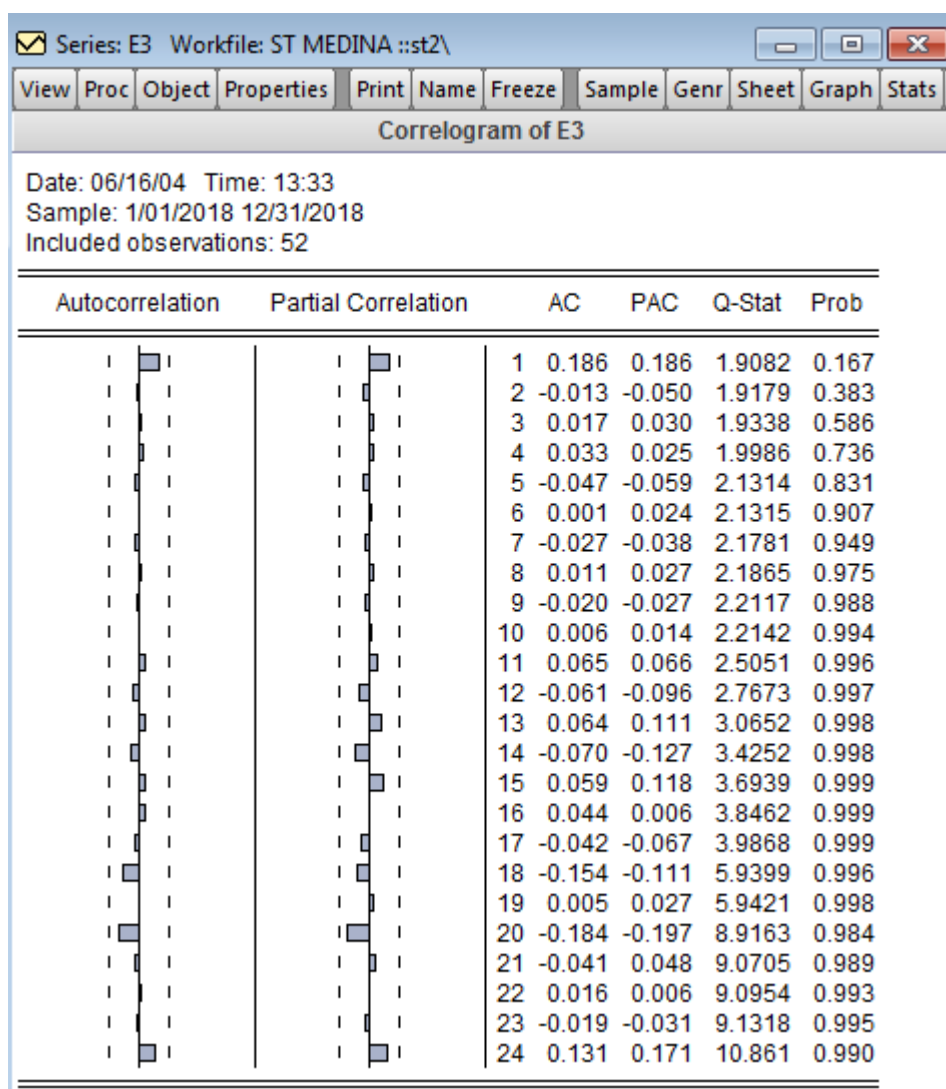 Series: E3 Workfile: ST MEDINA ::st2\
View Proc Object Properties Print Name Freeze Sample Genr Sheet Graph Stats
Correlogram of E3
Date: 06/16/04 Time: 13:33
Sample: 1/01/2018 12/31/2018
Included observations: 52
Autocorrelation Partial Correlation AC PAC Q-Stat Prob
1 0.186 0.186 1.9082 0.167
2 -0.013 -0.050 1.9179 0.383
3 0.017 0.030 1.9338 0.586
4 0.033 0.025 1.9986 0.736
5 -0.047 -0.059 2.1314 0.831
6 0.001 0.024 2.1315 0.907
7 -0.027 -0.038 2.1781 0.949
8 0.011 0.027 2.1865 0.975
9 -0.020 -0.027 2.2117 0.988
10 0.006 0.014 2.2142 0.994
11 0.065 0.066 2.5051 0.996
12 -0.061 -0.096 2.7673 0.997
13 0.064 0.111 3.0652 0.998
14 -0.070 -0.127 3.4252 0.998
15 0.059 0.118 3.6939 0.999
16 0.044 0.006 3.8462 0.999
17 -0.042 -0.067 3.9868 0.999
18 -0.154 -0.111 5.9399 0.996
19 0.005 0.027 5.9421 0.998
20 -0.184 -0.197 8.9163 0.984
21 -0.041 0.048 9.0705 0.989
22 0.016 0.006 9.0954 0.993
23 -0.019 -0.031 9.1318 0.995
24 0.131 0.171 10.861 0.990